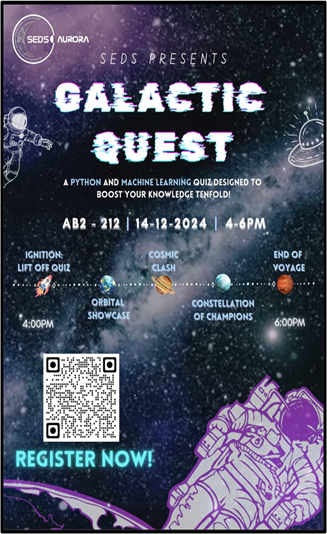 SEDS AURORA
SEDS PRESENTS
GALACTIC
QUEST
A PYTHON AND MACHINE LEARNING QUIZ DESIGNED TO
BOOST YOUR KNOWLEDGE TENFOLD!
AB2 - 212 | 14-12-2024 | 4-6PM
IGNITION:
LIFT OFF QUIZ
COSMIC
CLASH
END OF
VOYAGE
ORBITAL
SHOWCASE
CONSTELLATION
OF CHAMPIONS
4:00PM
6:00PM
REGISTER NOW!